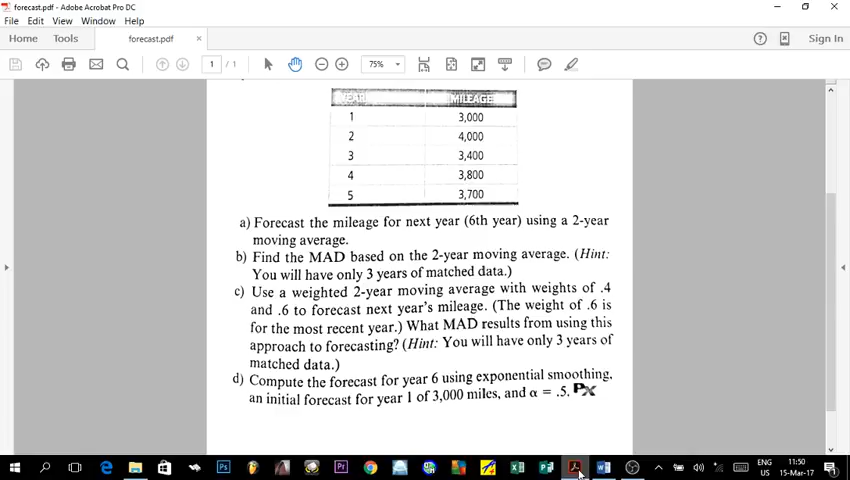 forecast.pdf - Adobe Acrobat Pro DC
File Edit View Window Help
Home Tools forecast.pdf × ? Sign In
1 / 1 75%
YEAR MILEAGE
1 3,000
2 4,000
3 3,400
4 3,800
5 3,700
a) Forecast the mileage for next year (6th year) using a 2-year
moving average.
b) Find the MAD based on the 2-year moving average. (Hint:
You will have only 3 years of matched data.)
c) Use a weighted 2-year moving average with weights of .4
and .6 to forecast next year's mileage. (The weight of .6 is
for the most recent year.) What MAD results from using this
approach to forecasting? (Hint: You will have only 3 years of
matched data.)
d) Compute the forecast for year 6 using exponential smoothing,
an initial forecast for year 1 of 3,000 miles, and α = .5. PX
Ps Pr
ENG 11:50
US 15-Mar-17